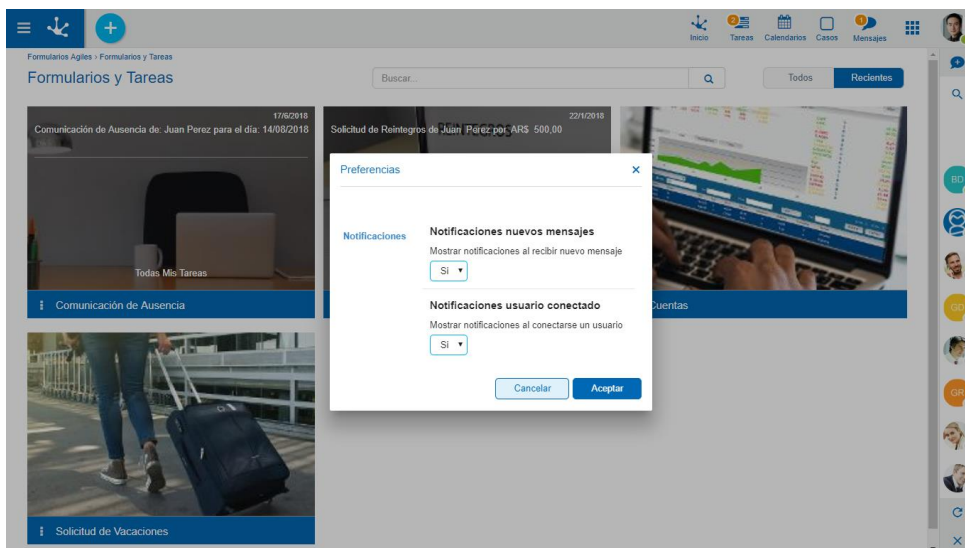 2
1
Inicio
Tareas
Calendarios
Casos
Mensajes
Formularios Agiles > Formularios y Tareas
Formularios y Tareas
Buscar...
Todos
Recientes
17/6/2018
Comunicación de Ausencia de: Juan Perez para el día: 14/08/2018
Todas Mis Tareas
Comunicación de Ausencia
22/1/2018
Solicitud de Reintegros de Juan Perez por AR$ 500,00
REINTEGROS
Cuentas
Preferencias
Notificaciones
Notificaciones nuevos mensajes
Mostrar notificaciones al recibir nuevo mensaje
Si
Notificaciones usuario conectado
Mostrar notificaciones al conectarse un usuario
Si
Cancelar
Aceptar
Solicitud de Vacaciones
BD
GD
GR